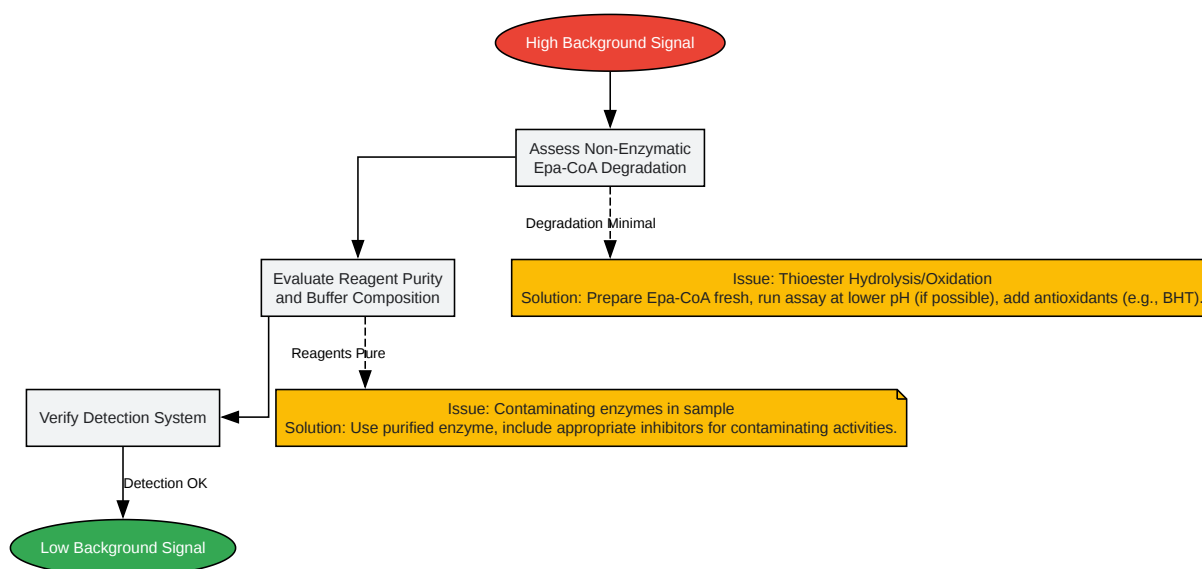 High Background Signal
Assess Non-Enzymatic
Epa-CoA Degradation
Degradation Minimal
Evaluate Reagent Purity
and Buffer Composition
Issue: Thioester Hydrolysis/Oxidation
Solution: Prepare Epa-CoA fresh, run assay at lower pH (if possible), add antioxidants (e.g., BHT).
Reagents Pure
Verify Detection System
Issue: Contaminating enzymes in sample
Solution: Use purified enzyme, include appropriate inhibitors for contaminating activities.
Detection OK
Low Background Signal